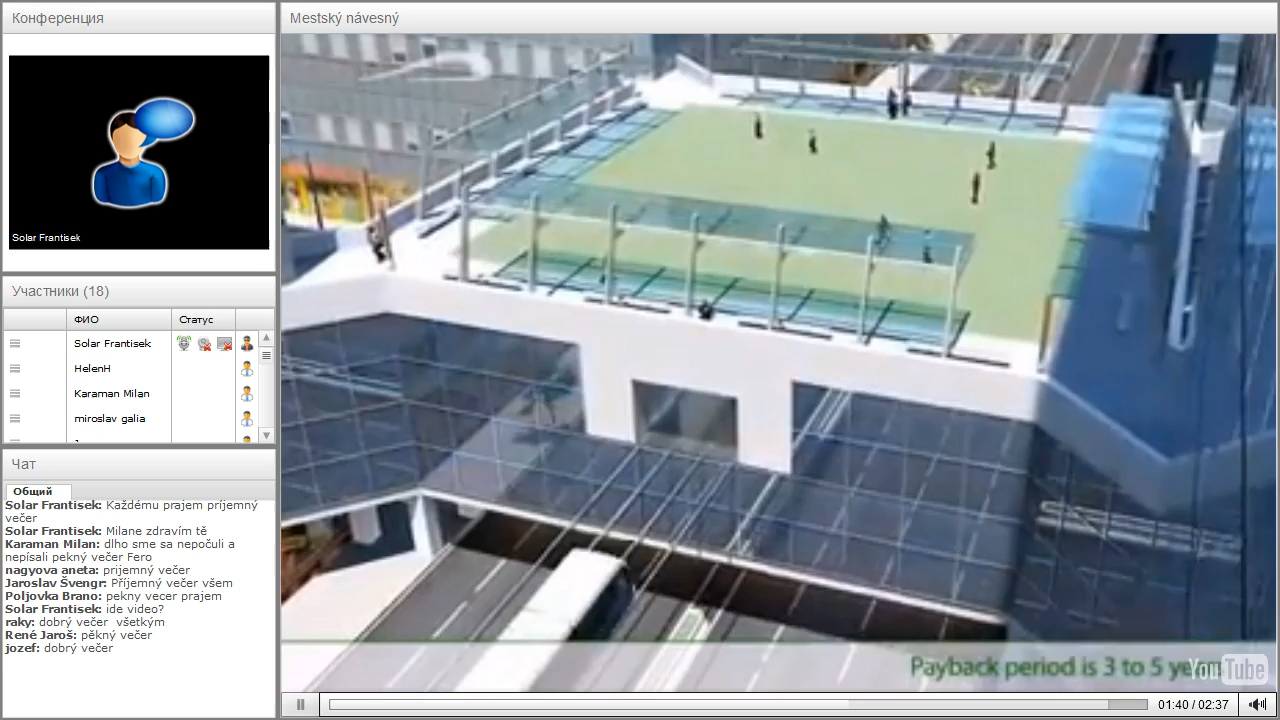 Конференция
Solar Frantisek
Участники (18)
ФИО
Статус
Solar Frantisek
HelenH
Karaman Milan
miroslav galia
Чат
Общий
Solar Frantisek: Každému prajem príjemný
večer
Solar Frantisek: Milane zdravím tě
Karaman Milan: dlho sme sa nepočuli a
nepísali pekný večer Fero
nagyova aneta: prijemný večer
Jaroslav Švengr: Příjemný večer všem
Poljovka Brano: pekny vecer prajem
Solar Frantisek: ide video?
raky: dobrý večer všetkým
René Jaroš: pěkný večer
jozef: dobrý večer
Mestský návesný
Payback period is 3 to 5
YouTube
01:40 / 02:37